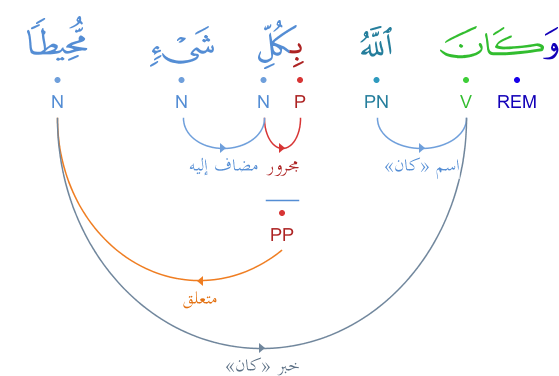 وَكَانَ ٱللَّهُ بِكُلِّ شَىْءٍ مُّحِيطًا
REM V PN P N N N
اسم «كان» مجرور مضاف إليه
PP
متعلق
خبر «كان»